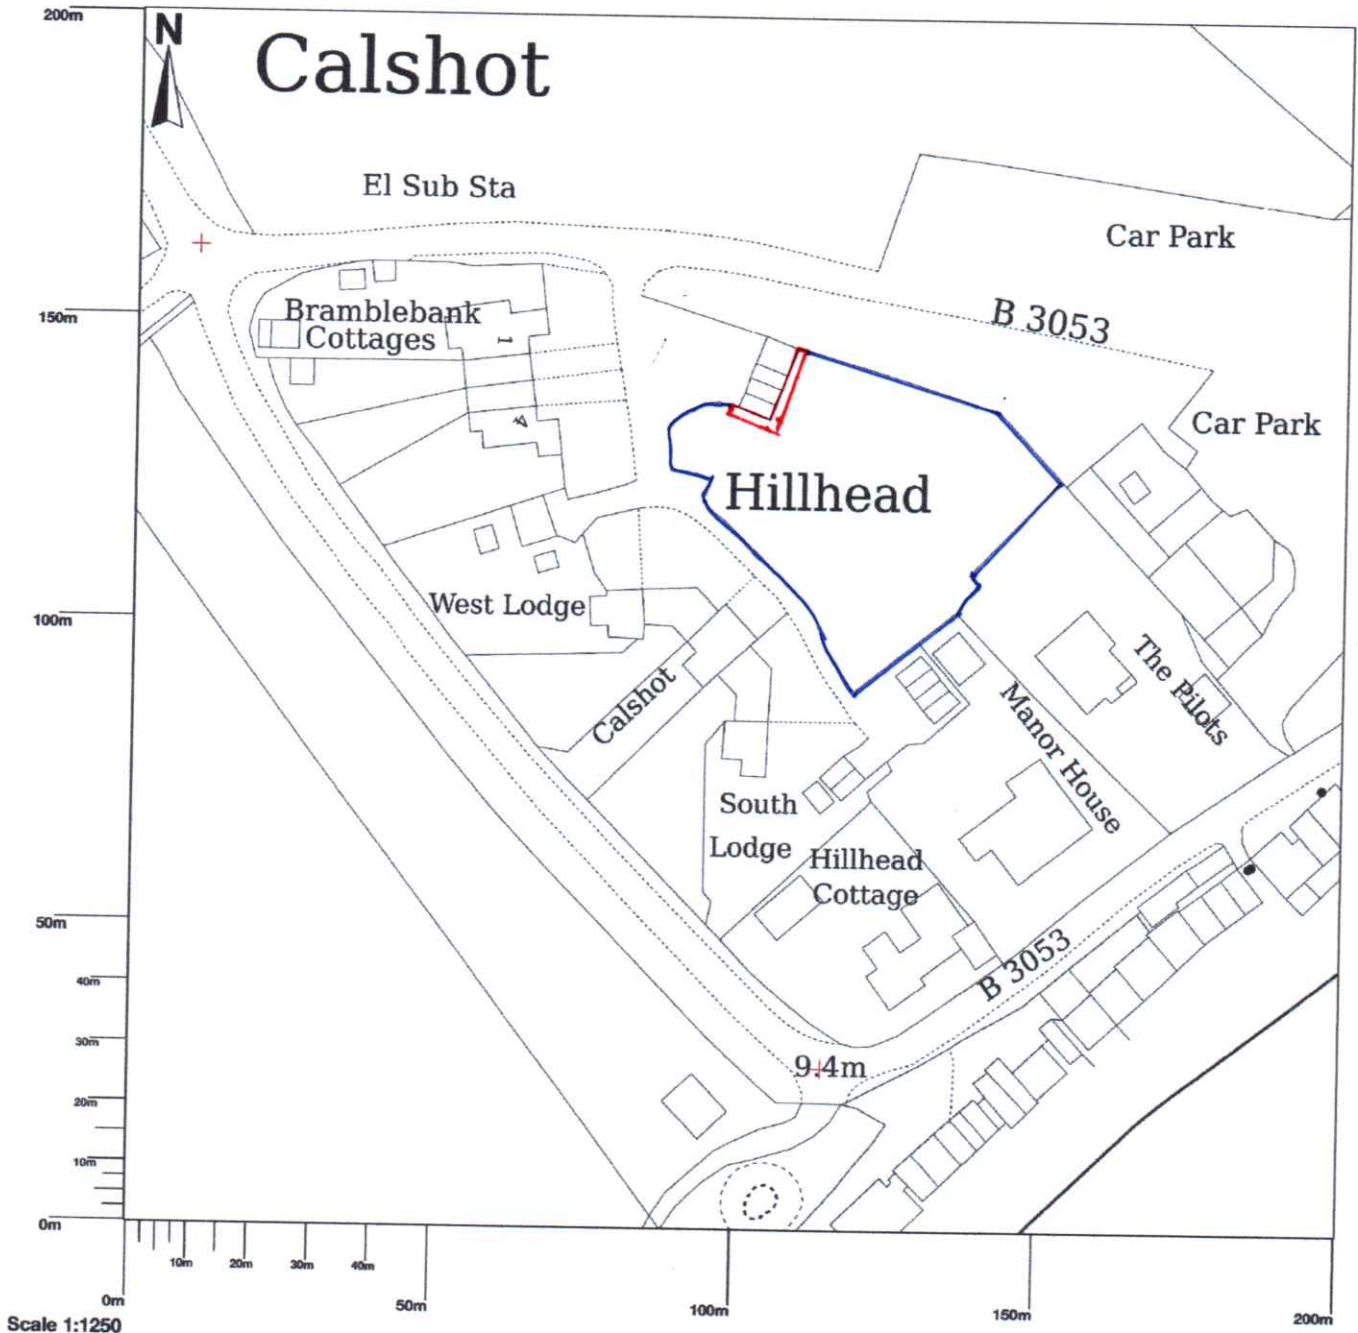 200m
N
Calshot
El Sub Sta
Car Park
B 3053
150m
Bramblebank
Cottages
1
4
Car Park
Hillhead
100m
West Lodge
The Pilots
Calshot
Manor House
South
Lodge
Hillhead
Cottage
50m
40m
B 3053
30m
9.4m
20m
10m
0m
10m
20m
30m
40m
0m
50m
100m
150m
200m
Scale 1:1250